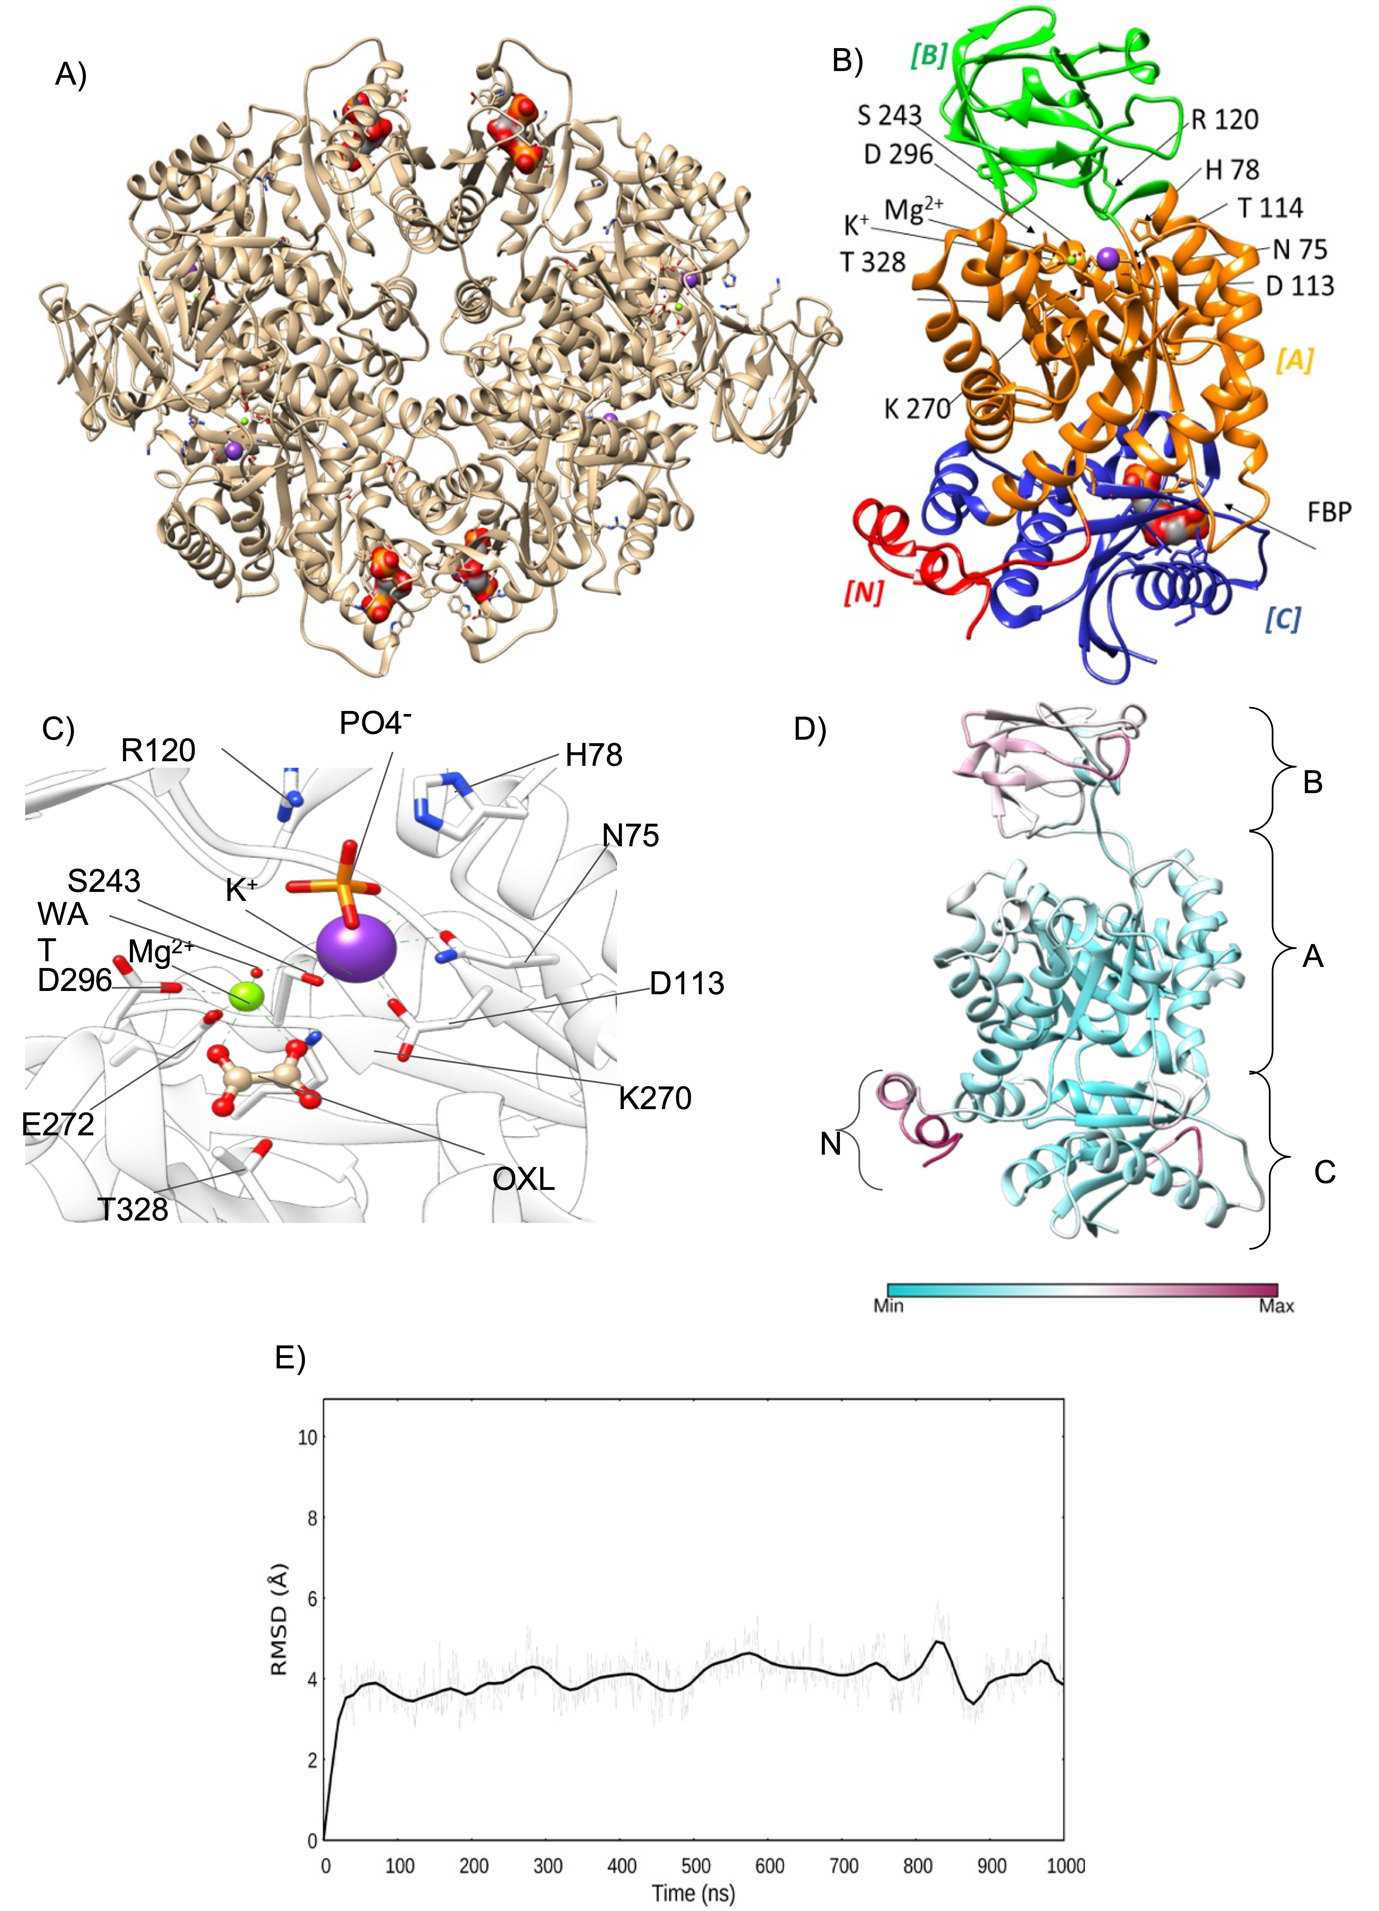 A)
B)
[B]
S 243
D 296
R 120
H 78
Mg2+
K+
T 114
T 328
N 75
D 113
[A]
K 270
FBP
[N]
[C]
C)
PO4-
R120
H78
N75
S243
K+
WA
T
Mg2+
D296
D113
K270
E272
OXL
T328
D)
B
A
N
C
Min
Max
E)
RMSD (Å)
10
8
6
4
2
0
0 100 200 300 400 500 600 700 800 900 1000
Time (ns)